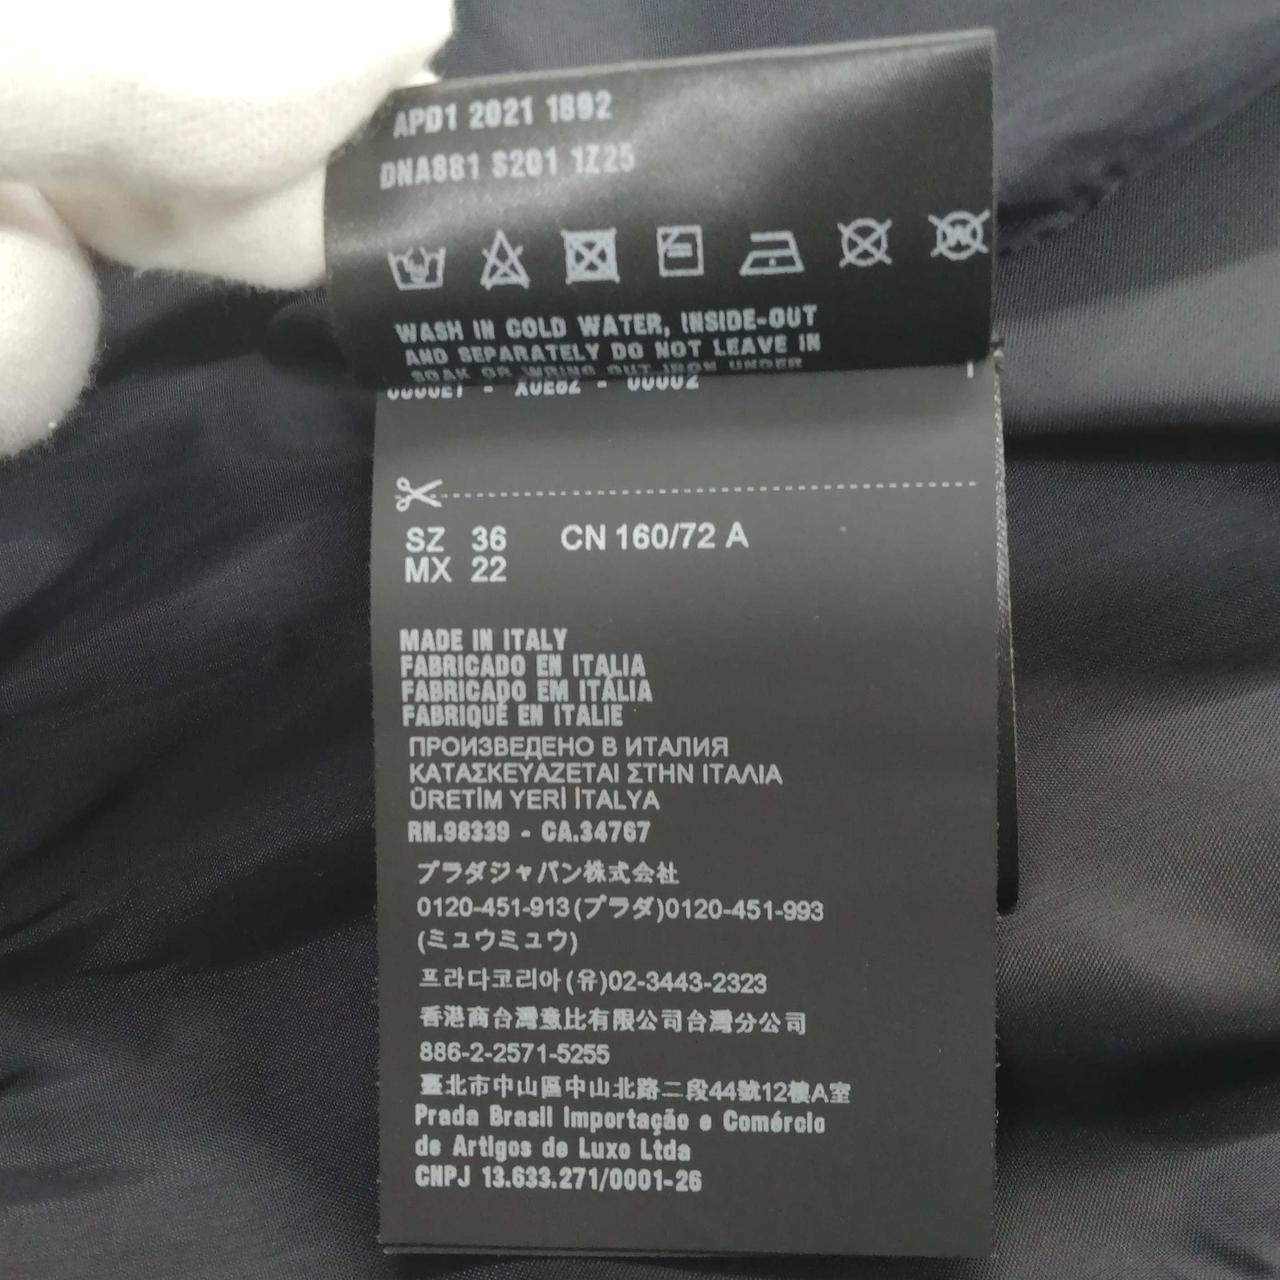 APD1 2021 1892
DNA881 S201 1Z25
WASH IN COLD WATER, INSIDE-OUT
AND SEPARATELY DO NOT LEAVE IN
SOAK OR WRING OUT IRON UNDER
SZ 36 CN 160/72 A
MX 22
MADE IN ITALY
FABRICADO EN ITALIA
FABRICADO EM ITÁLIA
FABRIQUÉ EN ITALIE
ПРОИЗВЕДЕНО В ИТАЛИЯ
ΚΑΤΑΣΚΕΥΑΖΕΤΑΙ ΣΤΗΝ ΙΤΑΛΙΑ
ÜRETİM YERİ İTALYA
RN.98339 - CA.34767
プラダジャパン株式会社
0120-451-913(プラダ)0120-451-993
(ミュウミュウ)
프라다코리아(유)02-3443-2323
香港商台灣意比有限公司台灣分公司
886-2-2571-5255
臺北市中山區中山北路二段44號12樓A室
Prada Brasil Importação e Comércio
de Artigos de Luxo Ltda
CNPJ 13.633.271/0001-26